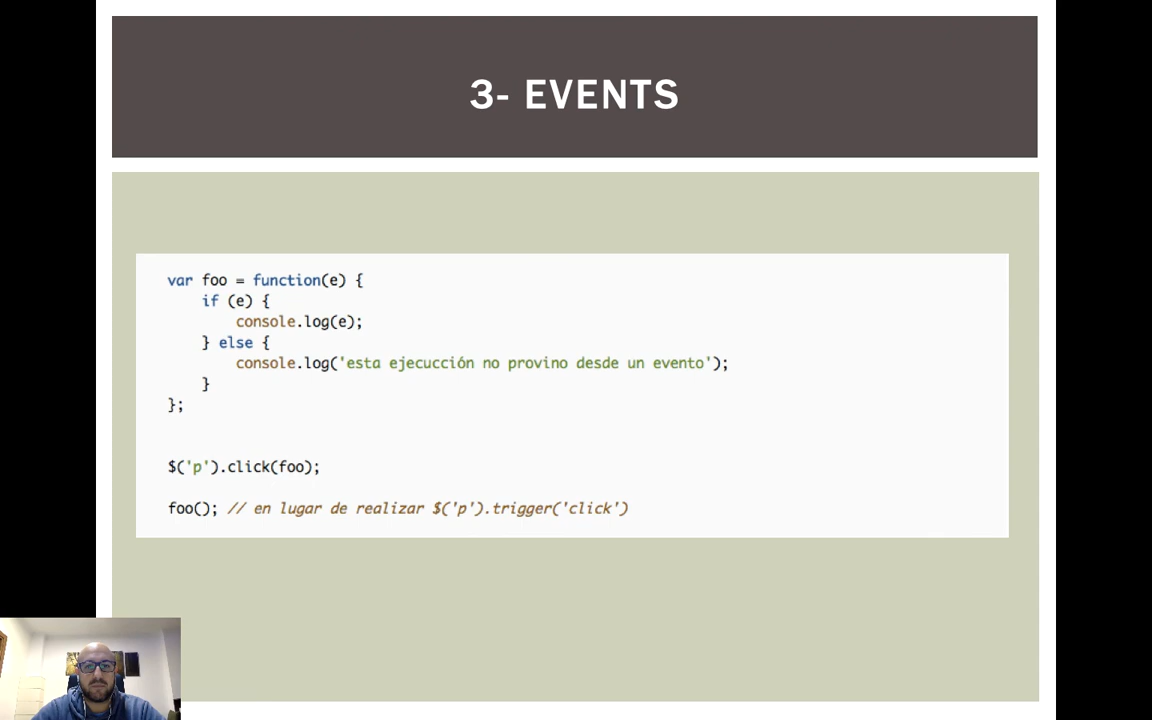 3- EVENTS
var foo = function(e) {
if (e) {
console.log(e);
} else {
console.log('esta ejecucción no provino desde un evento');
}
};
$('p').click(foo);
foo(); // en lugar de realizar $('p').trigger('click')